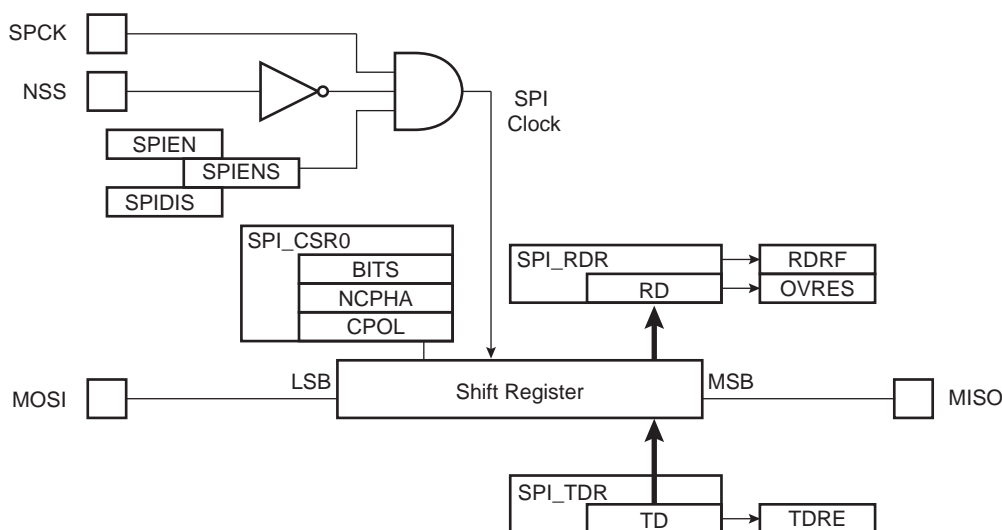 SPCK
NSS
SPI
Clock
SPIEN
SPIENS
SPIDIS
SPI_CSR0
BITS
NCPHA
CPOL
SPI_RDR
RD
RDRF
OVRES
MOSI
LSB
Shift Register
MSB
MISO
SPI_TDR
TD
TDRE